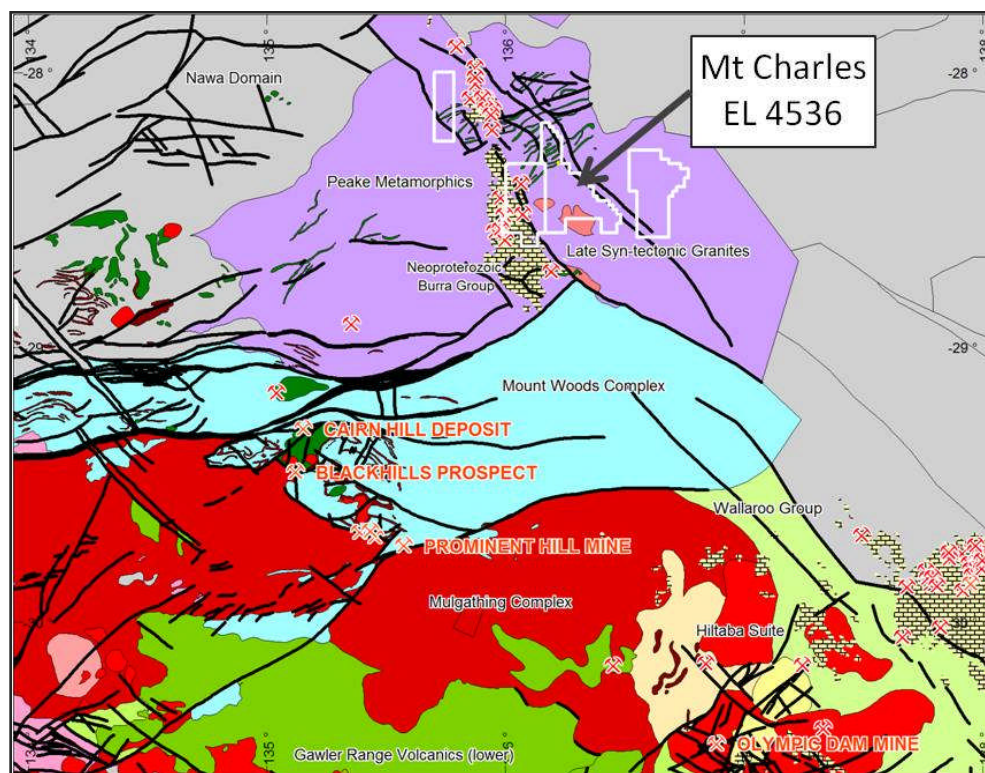 134
135
136
138
-28 °
-28 °
Nawa Domain
Mt Charles
EL 4536
Peake Metamorphics
Late Syn-tectonic Granites
Neoproterozoic
Burra Group
-29 °
-29 °
Mount Woods Complex
CAIRN HILL DEPOSIT
BLACKHILLS PROSPECT
Wallaroo Group
PROMINENT HILL MINE
Mulgathing Complex
Hiltaba Suite
OLYMPIC DAM MINE
Gawler Range Volcanics (lower)
135